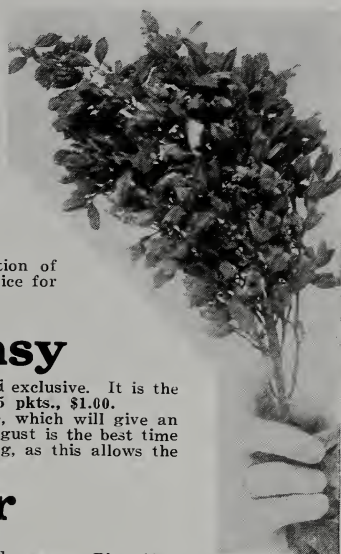 tion of
ice for
nsy
d exclusive. It is the
5 pkts., $1.00.
, which will give an
gust is the best time
g, as this allows the
r